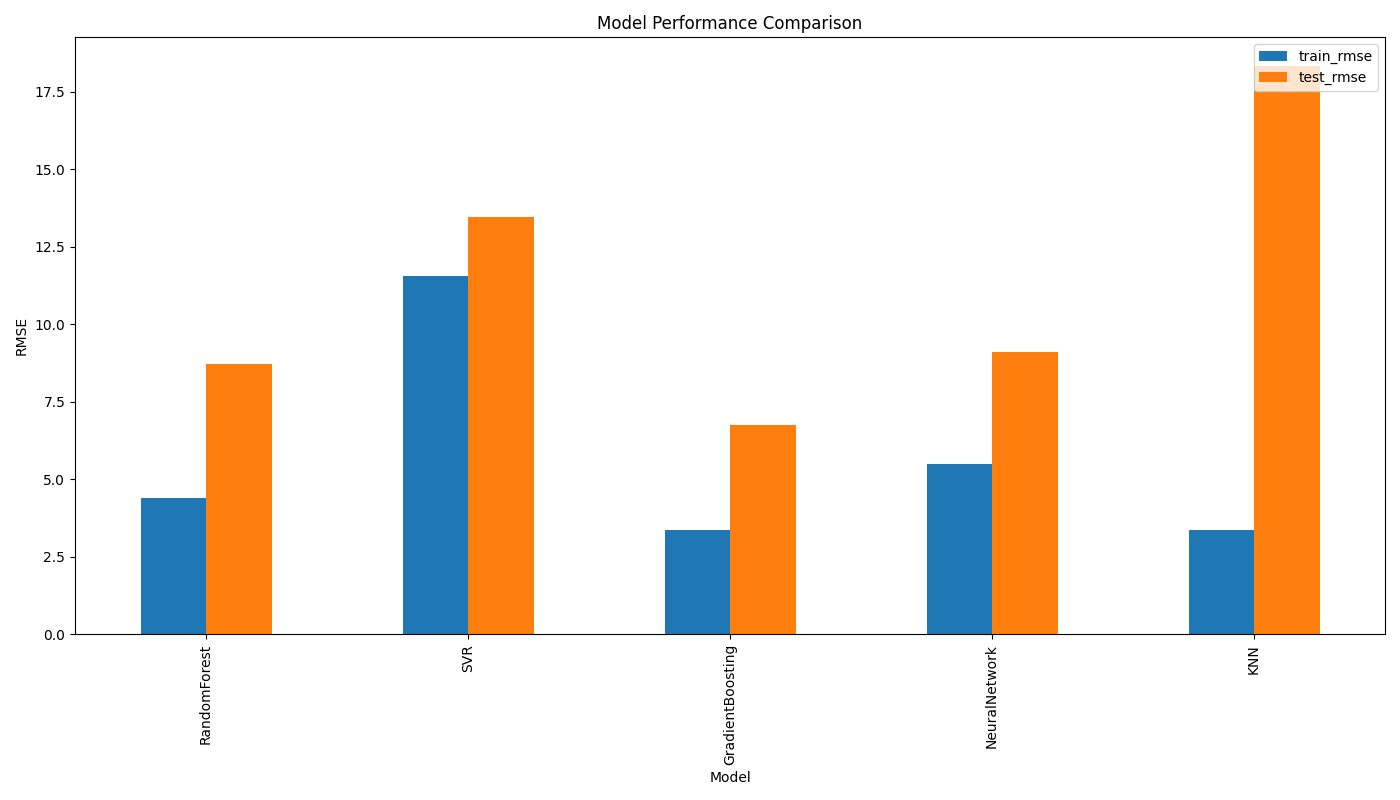 Model Performance Comparison
train_rmse
test_rmse
17.5
15.0
12.5
10.0
7.5
5.0
2.5
0.0
RMSE
RandomForest
SVR
GradientBoosting
NeuralNetwork
KNN
Model